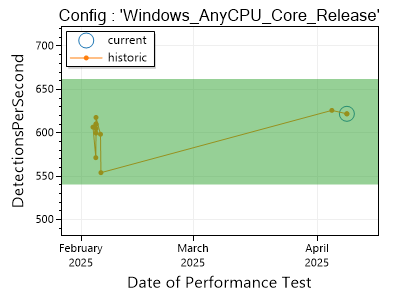 Config : 'Windows_AnyCPU_Core_Release'
current
historic
DetectionsPerSecond
700
650
600
550
500
February
2025
March
2025
April
2025
Date of Performance Test